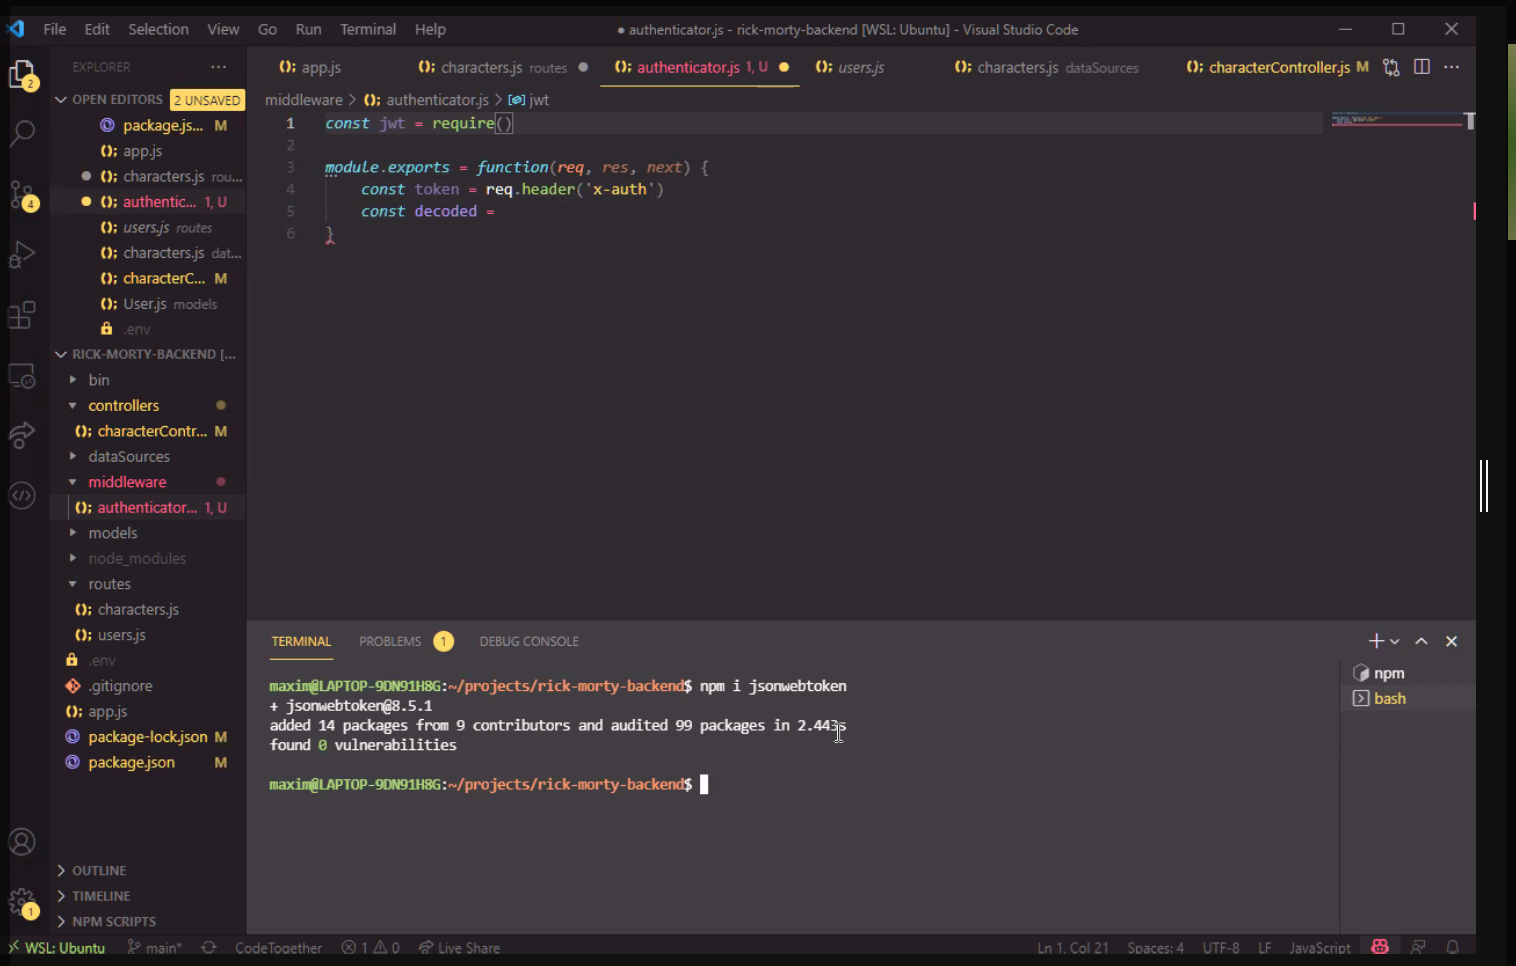 File Edit Selection View Go Run Terminal Help ● authenticator.js - rick-morty-backend [WSL: Ubuntu] - Visual Studio Code
EXPLORER ···
app.js characters.js routes authenticator.js 1, U users.js characters.js dataSources characterController.js M ···
OPEN EDITORS 2 UNSAVED
middleware > authenticator.js > jwt
package.js... M
app.js
characters.js rou...
authentic... 1, U
users.js routes
characters.js dat...
characterC... M
User.js models
.env
RICK-MORTY-BACKEND [...
bin
controllers
characterContr... M
dataSources
middleware
authenticator... 1, U
models
node_modules
routes
characters.js
users.js
.env
.gitignore
app.js
package-lock.json M
package.json M
OUTLINE
TIMELINE
NPM SCRIPTS
2
4
1
1 const jwt = require()
2
3 module.exports = function(req, res, next) {
4 const token = req.header('x-auth')
5 const decoded =
6 }
TERMINAL PROBLEMS 1 DEBUG CONSOLE
maxim@LAPTOP-9DN91H8G:~/projects/rick-morty-backend$ npm i jsonwebtoken
+ jsonwebtoken@8.5.1
added 14 packages from 9 contributors and audited 99 packages in 2.443s
found 0 vulnerabilities
maxim@LAPTOP-9DN91H8G:~/projects/rick-morty-backend$
npm
bash
WSL: Ubuntu main* CodeTogether 1 0 Live Share Ln 1, Col 21 Spaces: 4 UTF-8 LF JavaScript